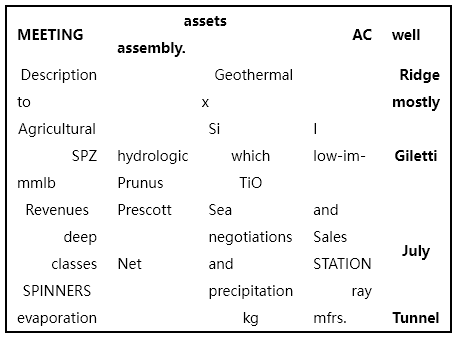 MEETING assets assembly. AC well
Description Geothermal Ridge
to x mostly
Agricultural Si I
SPZ hydrologic which low-im- Giletti
mmlb Prunus TiO
Revenues Prescott Sea and
deep negotiations Sales July
classes Net and STATION
SPINNERS precipitation ray
evaporation kg mfrs. Tunnel